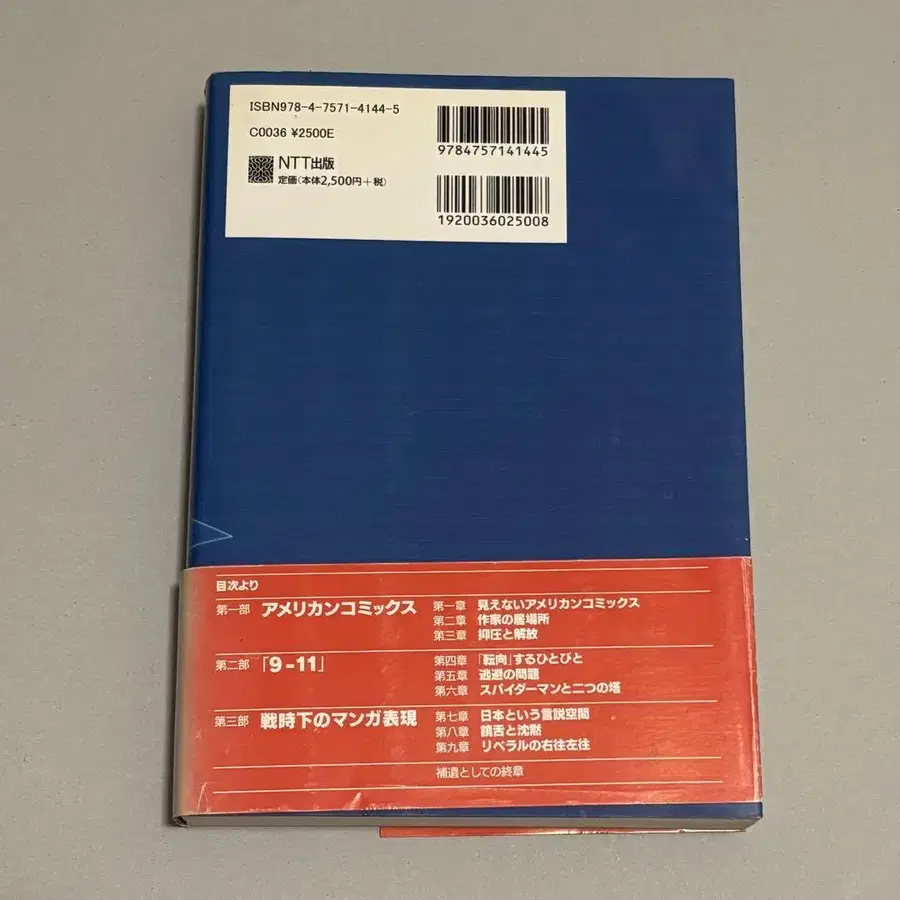 ISBN978-4-7571-4144-5
C0036 ¥2500E
NTT出版
定価(本体2,500円+税)
9784757141445
1920036025008
目次より
第一部 アメリカンコミックス
第一章 見えないアメリカンコミックス
第二章 作家の居場所
第三章 抑圧と解放
第二部 「9-11」
第四章 「転向」するひとびと
第五章 逃避の問題
第六章 スパイダーマンと二つの塔
第三部 戦時下のマンガ表現
第七章 日本という言説空間
第八章 饒舌と沈黙
第九章 リベラルの右往左往
補遺としての終章